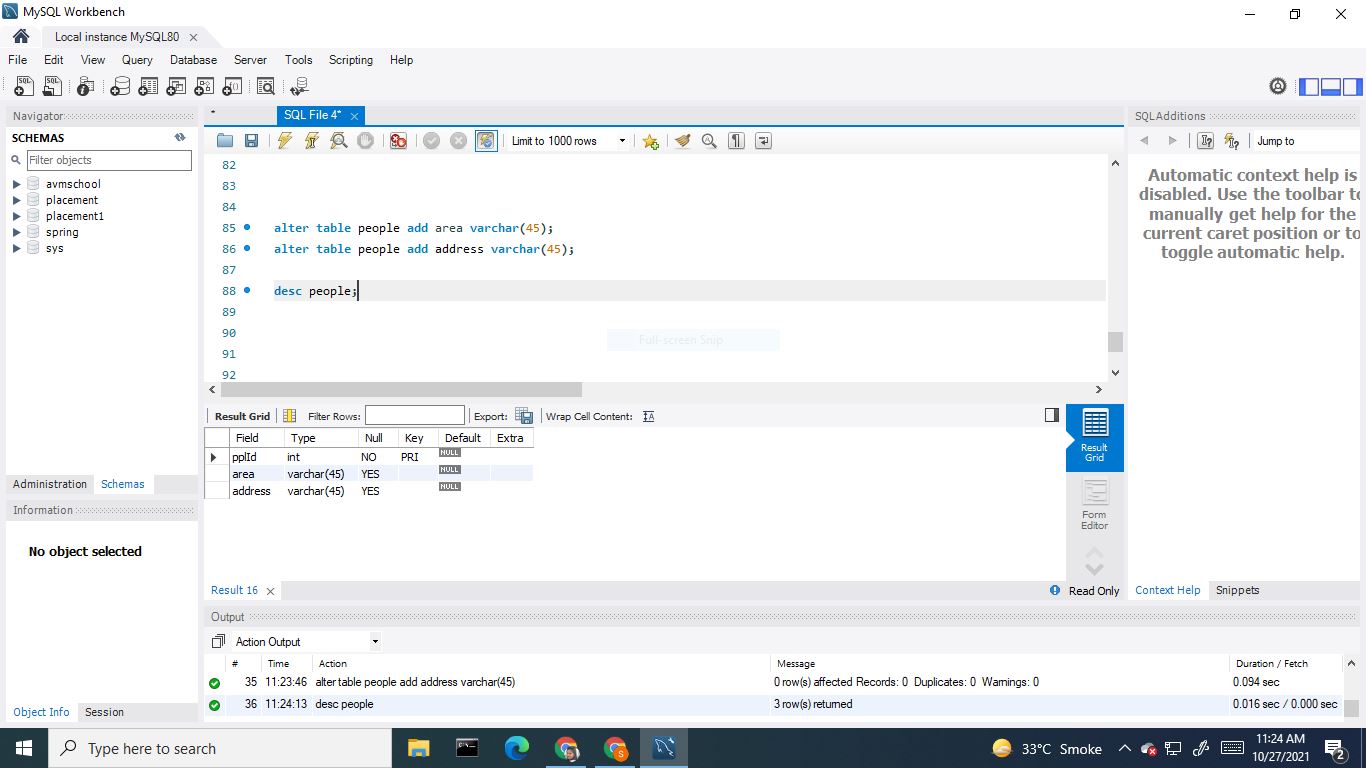 MySQL Workbench
Local instance MySQL80
File Edit View Query Database Server Tools Scripting Help
Navigator
SCHEMAS
Filter objects
avmschool
placement
placement1
spring
sys
Administration Schemas
Information
No object selected
Object Info Session
* SQL File 4*
Limit to 1000 rows
82
83
84
85 alter table people add area varchar(45);
86 alter table people add address varchar(45);
87
88 desc people;
89
90
91
92
Full-screen Snip
Result Grid Filter Rows: Export: Wrap Cell Content:
Field Type Null Key Default Extra
pplId int NO PRI NULL
area varchar(45) YES NULL
address varchar(45) YES NULL
Result Grid
Form Editor
Result 16 Read Only
SQLAdditions
Jump to
Automatic context help is
disabled. Use the toolbar to
manually get help for the
current caret position or to
toggle automatic help.
Context Help Snippets
Output
Action Output
# Time Action Message Duration / Fetch
35 11:23:46 alter table people add address varchar(45) 0 row(s) affected Records: 0 Duplicates: 0 Warnings: 0 0.094 sec
36 11:24:13 desc people 3 row(s) returned 0.016 sec / 0.000 sec
Type here to search
33°C Smoke
11:24 AM
10/27/2021
2